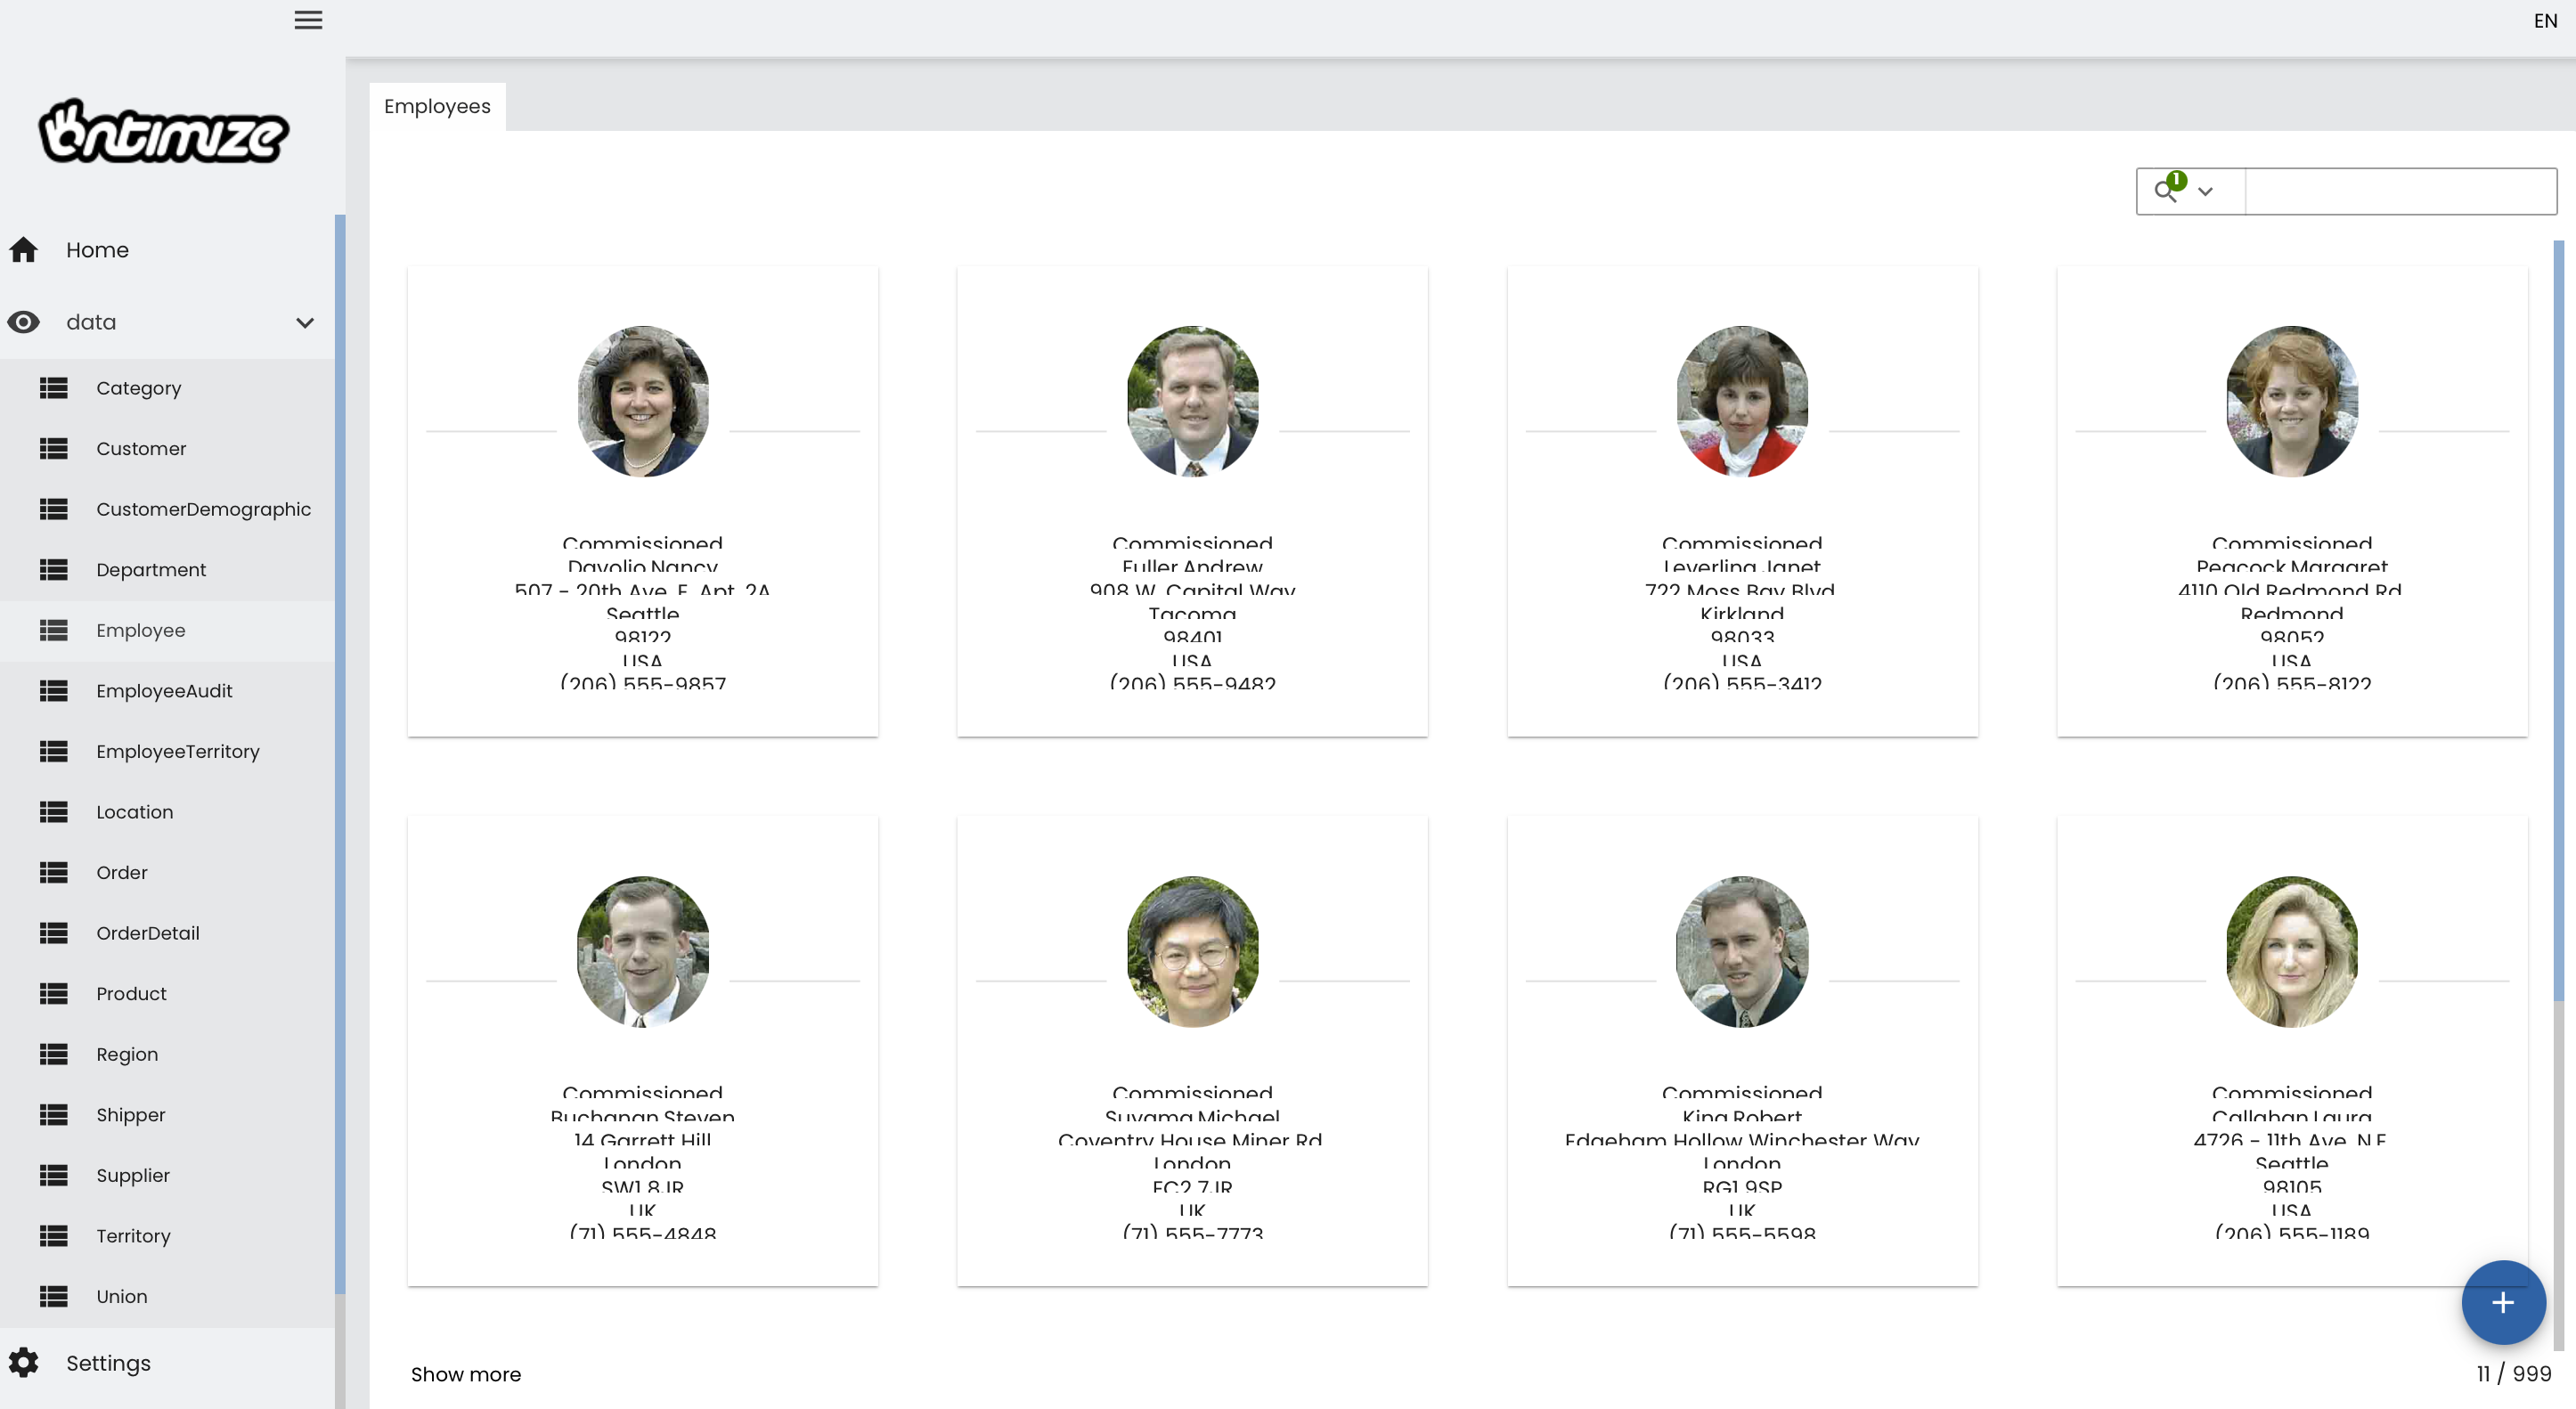 EN
Ontimize
Home
data
Category
Customer
CustomerDemographic
Department
Employee
EmployeeAudit
EmployeeTerritory
Location
Order
OrderDetail
Product
Region
Shipper
Supplier
Territory
Union
Settings
Employees
1
Commissioned
Davolio Nancy
507 - 20th Ave. E. Apt. 2A
Seattle
98122
USA
(206) 555-9857
Commissioned
Fuller Andrew
908 W. Capital Way
Tacoma
98401
USA
(206) 555-9482
Commissioned
Leverling Janet
722 Moss Bay Blvd
Kirkland
98033
USA
(206) 555-3412
Commissioned
Peacock Margaret
4110 Old Redmond Rd
Redmond
98052
USA
(206) 555-8122
Commissioned
Buchanan Steven
14 Garrett Hill
London
SW1 8JR
UK
(71) 555-4848
Commissioned
Suyama Michael
Coventry House Miner Rd
London
EC2 7JR
UK
(71) 555-7773
Commissioned
King Robert
Edgeham Hollow Winchester Way
London
RG1 9SP
UK
(71) 555-5598
Commissioned
Callahan Laura
4726 - 11th Ave. N.E.
Seattle
98105
USA
(206) 555-1189
+
Show more
11 / 999